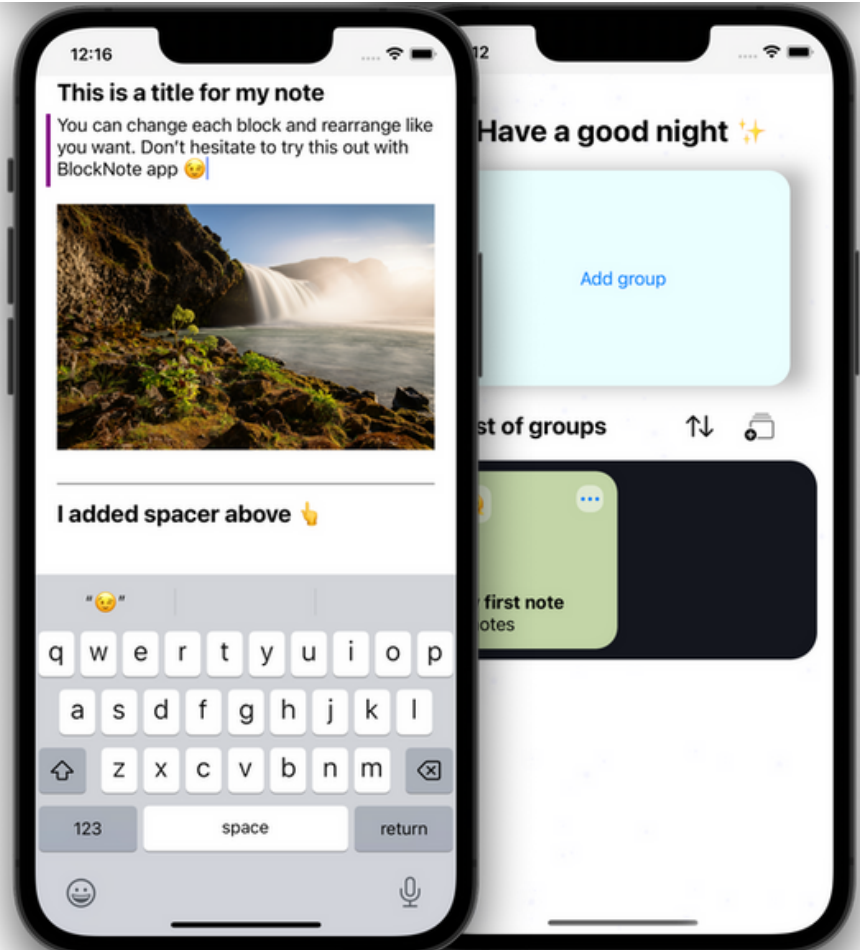 12:16
This is a title for my note
You can change each block and rearrange like
you want. Don't hesitate to try this out with
BlockNote app 😉
I added spacer above 👆
"😉"
q w e r t y u i o p
a s d f g h j k l
z x c v b n m
123 space return
12
Have a good night ✨
Add group
st of groups
first note
otes